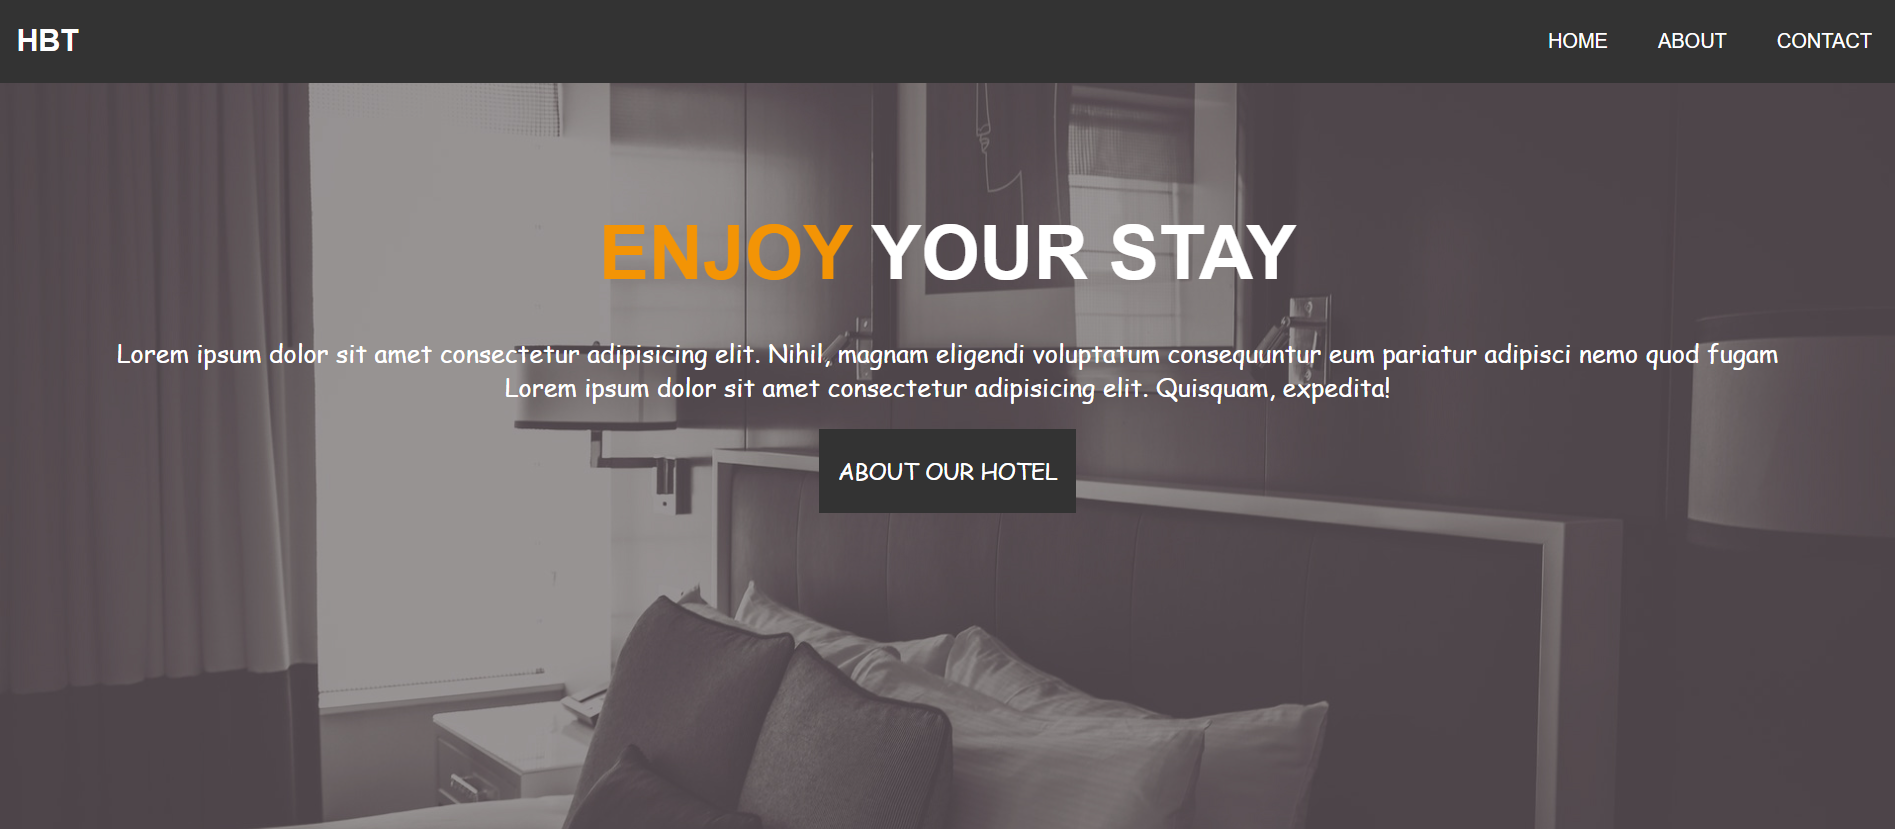 HBT
HOME ABOUT CONTACT
ENJOY YOUR STAY
Lorem ipsum dolor sit amet consectetur adipisicing elit. Nihil, magnam eligendi voluptatum consequuntur eum pariatur adipisci nemo quod fugam
Lorem ipsum dolor sit amet consectetur adipisicing elit. Quisquam, expedita!
ABOUT OUR HOTEL